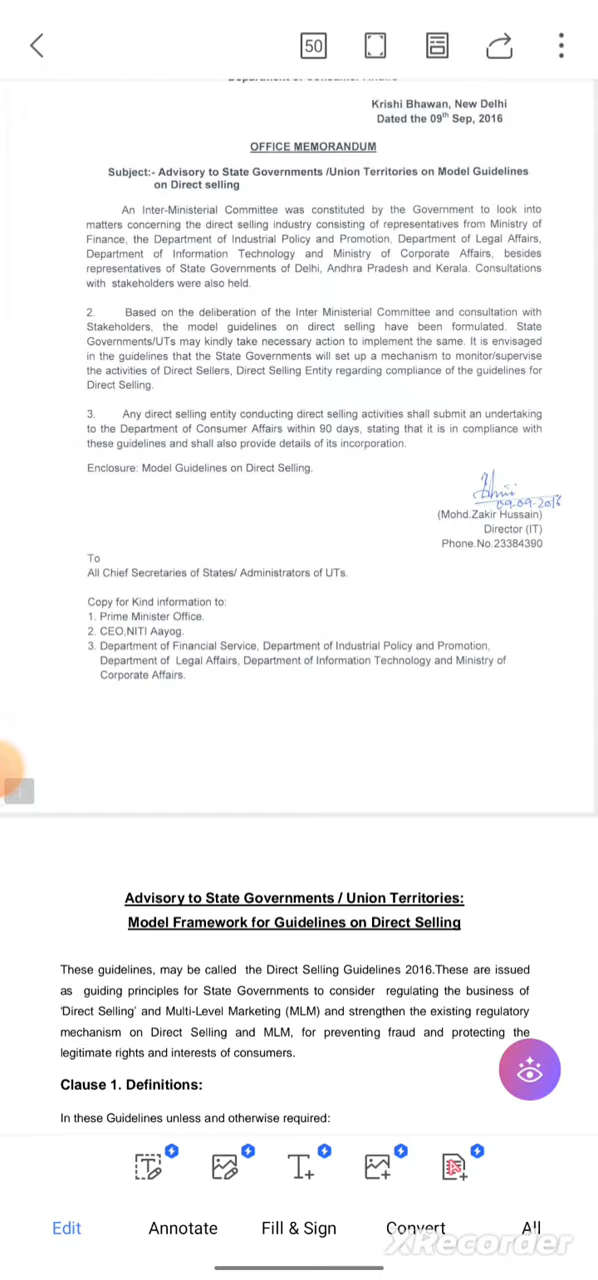 50
Krishi Bhawan, New Delhi
Dated the 09th Sep, 2016
OFFICE MEMORANDUM
Subject:- Advisory to State Governments /Union Territories on Model Guidelines
on Direct selling
An Inter-Ministerial Committee was constituted by the Government to look into
matters concerning the direct selling industry consisting of representatives from Ministry of
Finance, the Department of Industrial Policy and Promotion, Department of Legal Affairs,
Department of Information Technology and Ministry of Corporate Affairs, besides
representatives of State Governments of Delhi, Andhra Pradesh and Kerala. Consultations
with stakeholders were also held.
2. Based on the deliberation of the Inter Ministerial Committee and consultation with
Stakeholders, the model guidelines on direct selling have been formulated. State
Governments/UTs may kindly take necessary action to implement the same. It is envisaged
in the guidelines that the State Governments will set up a mechanism to monitor/supervise
the activities of Direct Sellers, Direct Selling Entity regarding compliance of the guidelines for
Direct Selling.
3. Any direct selling entity conducting direct selling activities shall submit an undertaking
to the Department of Consumer Affairs within 90 days, stating that it is in compliance with
these guidelines and shall also provide details of its incorporation.
Enclosure: Model Guidelines on Direct Selling.
09-09-2016
(Mohd.Zakir Hussain)
Director (IT)
Phone.No.23384390
To
All Chief Secretaries of States/ Administrators of UTs.
Copy for Kind information to:
1. Prime Minister Office.
2. CEO,NITI Aayog.
3. Department of Financial Service, Department of Industrial Policy and Promotion,
Department of Legal Affairs, Department of Information Technology and Ministry of
Corporate Affairs.
Advisory to State Governments / Union Territories:
Model Framework for Guidelines on Direct Selling
These guidelines, may be called the Direct Selling Guidelines 2016.These are issued
as guiding principles for State Governments to consider regulating the business of
'Direct Selling' and Multi-Level Marketing (MLM) and strengthen the existing regulatory
mechanism on Direct Selling and MLM, for preventing fraud and protecting the
legitimate rights and interests of consumers.
Clause 1. Definitions:
In these Guidelines unless and otherwise required:
Edit Annotate Fill & Sign Convert All
XRecorder